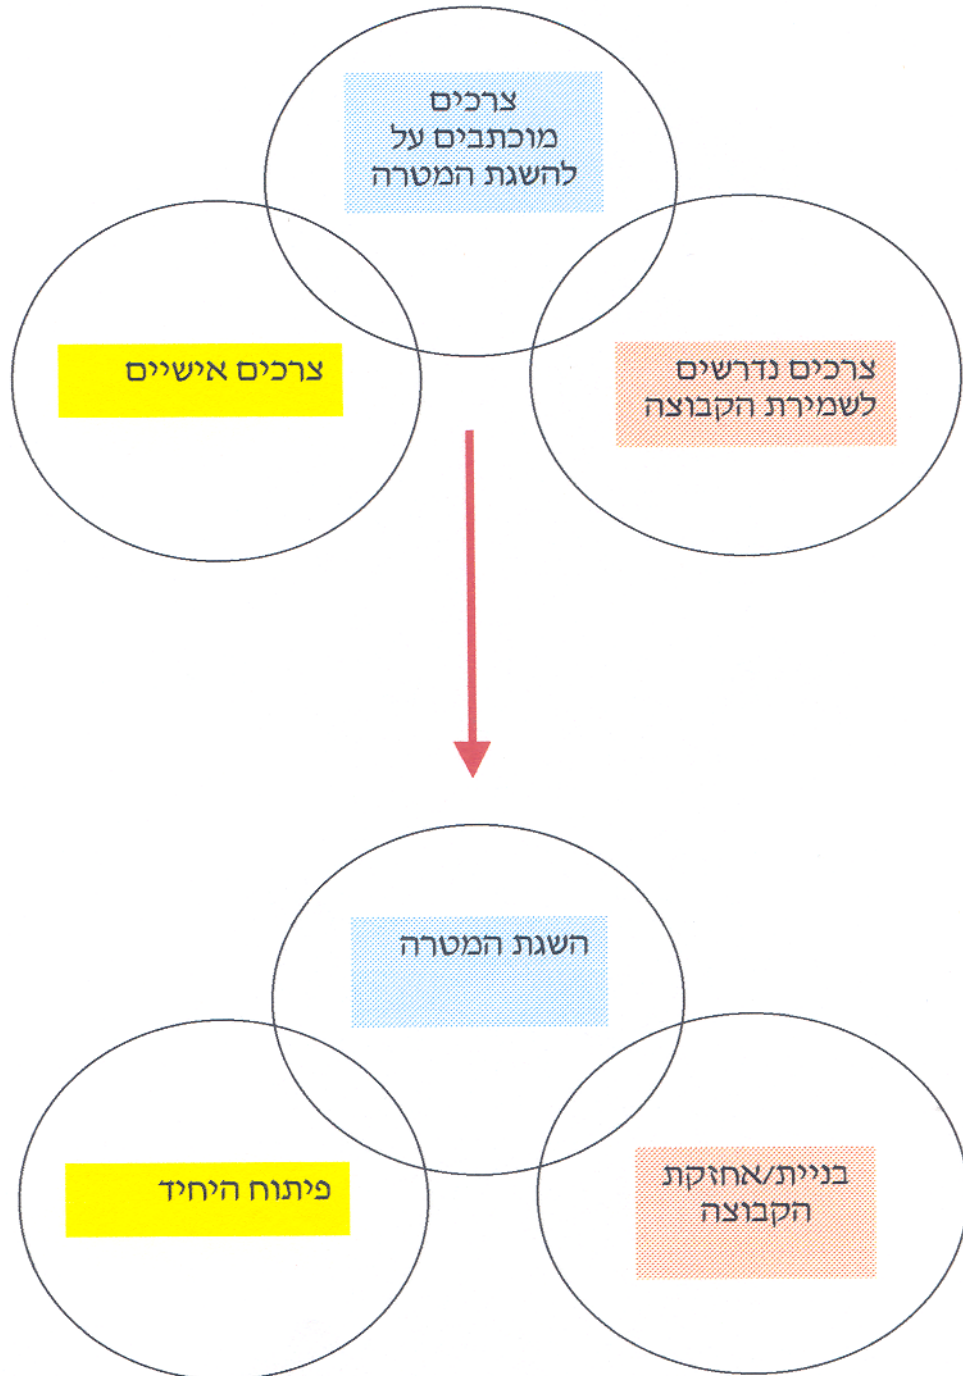 צרכים
מוכתבים על
להשגת המטרה
צרכים נדרשים
לשמירת הקבוצה
צרכים אישיים
השגת המטרה
בניית/אחזקת
הקבוצה
פיתוח היחיד